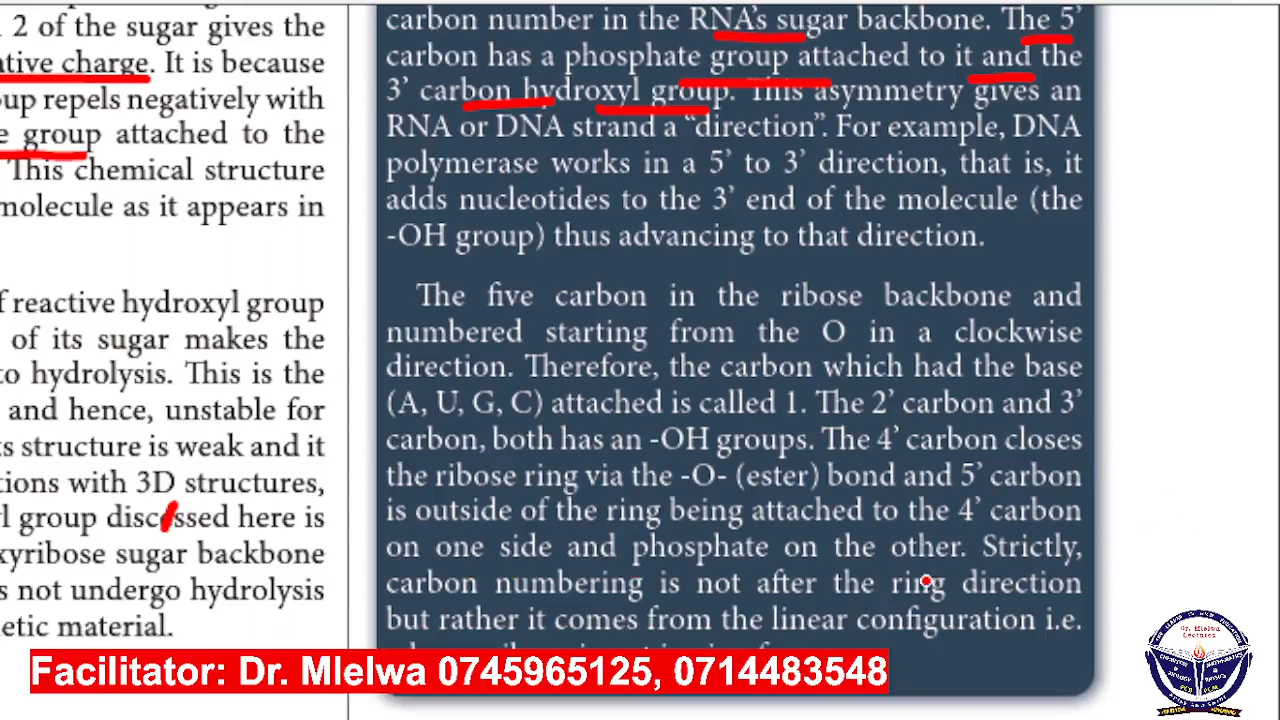 2 of the sugar gives the
ative charge. It is because
oup repels negatively with
e group attached to the
This chemical structure
molecule as it appears in
f reactive hydroxyl group
of its sugar makes the
to hydrolysis. This is the
and hence, unstable for
ts structure is weak and it
tions with 3D structures,
l group discussed here is
xyribose sugar backbone
s not undergo hydrolysis
etic material.
carbon number in the RNA's sugar backbone. The 5'
carbon has a phosphate group attached to it and the
3' carbon hydroxyl group. This asymmetry gives an
RNA or DNA strand a “direction”. For example, DNA
polymerase works in a 5' to 3' direction, that is, it
adds nucleotides to the 3' end of the molecule (the
-OH group) thus advancing to that direction.
The five carbon in the ribose backbone and
numbered starting from the O in a clockwise
direction. Therefore, the carbon which had the base
(A, U, G, C) attached is called 1. The 2' carbon and 3'
carbon, both has an -OH groups. The 4' carbon closes
the ribose ring via the -O- (ester) bond and 5' carbon
is outside of the ring being attached to the 4' carbon
on one side and phosphate on the other. Strictly,
carbon numbering is not after the ring direction
but rather it comes from the linear configuration i.e.
Facilitator: Dr. Mlelwa 0745965125, 0714483548
Dr. Mlelwa
Lectures